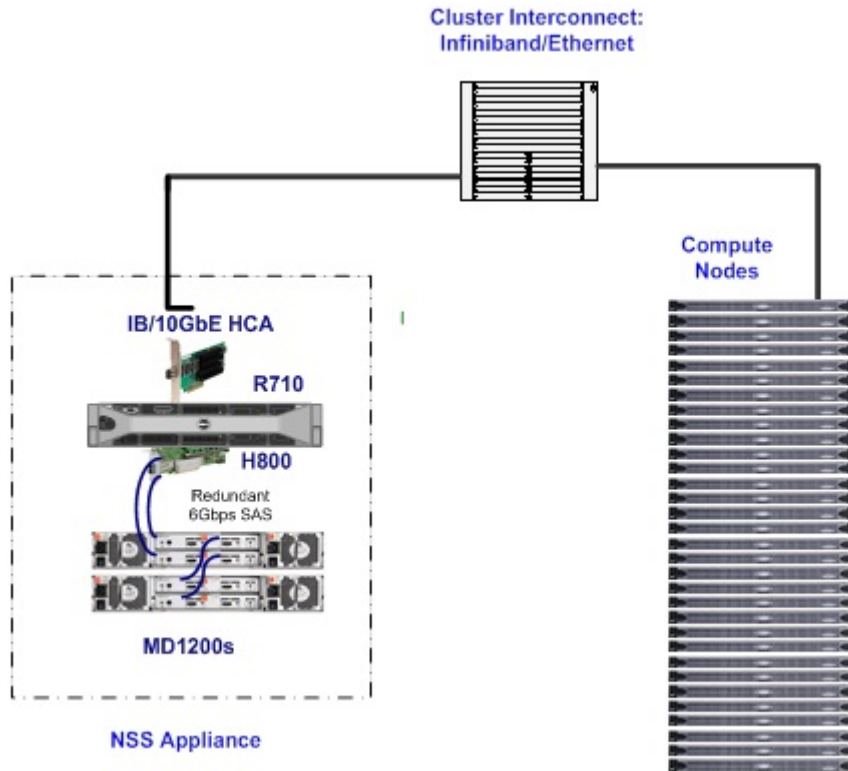 Cluster Interconnect:
Infiniband/Ethernet
Compute
Nodes
IB/10GbE HCA
R710
H800
Redundant
6Gbps SAS
MD1200s
NSS Appliance